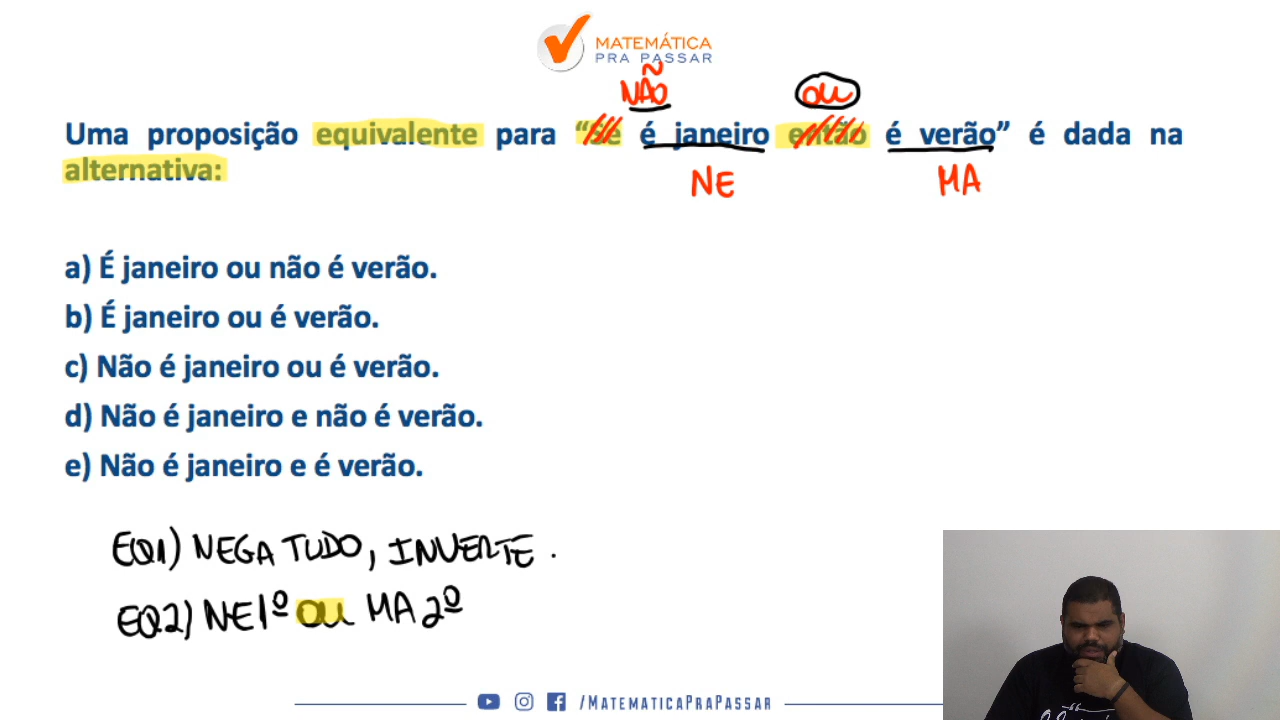 MATEMÁTICA
PRA PASSAR
NÃO
OU
Uma proposição equivalente para “Se é janeiro então é verão” é dada na
alternativa:
NE
MA
a) É janeiro ou não é verão.
b) É janeiro ou é verão.
c) Não é janeiro ou é verão.
d) Não é janeiro e não é verão.
e) Não é janeiro e é verão.
EQ1) NEGA TUDO, INVERTE.
EQ2) NE 1º OU MA 2º
/MATEMATICAPRAPASSAR